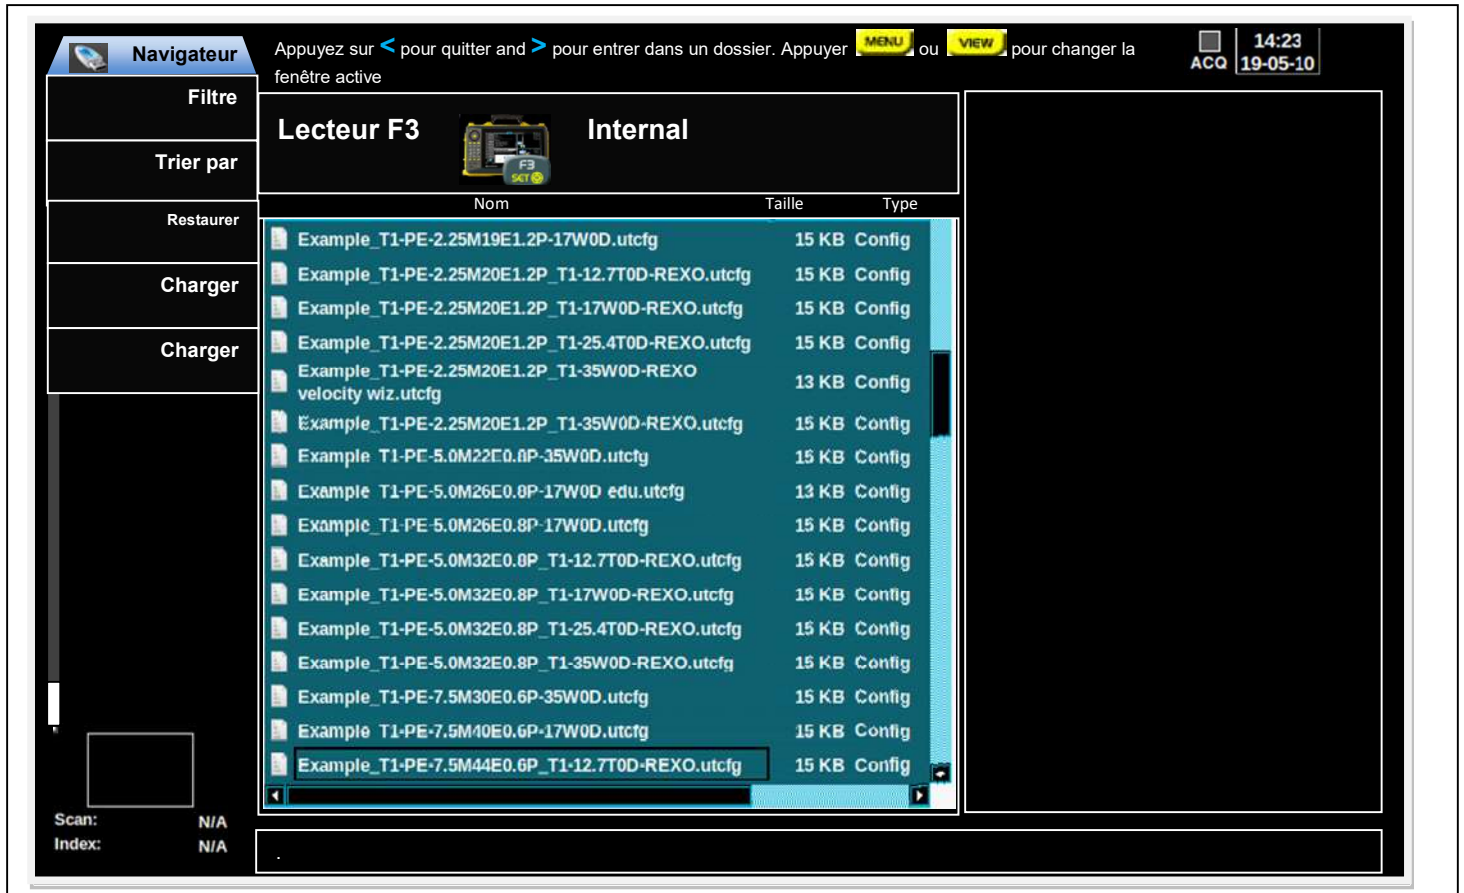 Navigateur
Appuyez sur < pour quitter and > pour entrer dans un dossier. Appuyer MENU ou VIEW pour changer la
fenêtre active
ACQ
14:23
19-05-10
Filtre
Trier par
Restaurer
Charger
Charger
Lecteur F3
F3
SET
Internal
Nom Taille Type
Example_T1-PE-2.25M19E1.2P-17W0D.utcfg 15 KB Config
Example_T1-PE-2.25M20E1.2P_T1-12.7T0D-REXO.utcfg 15 KB Config
Example_T1-PE-2.25M20E1.2P_T1-17W0D-REXO.utcfg 15 KB Config
Example_T1-PE-2.25M20E1.2P_T1-25.4T0D-REXO.utcfg 15 KB Config
Example_T1-PE-2.25M20E1.2P_T1-35W0D-REXO
velocity wiz.utcfg 13 KB Config
Example_T1-PE-2.25M20E1.2P_T1-35W0D-REXO.utcfg 15 KB Config
Example_T1-PE-5.0M22E0.8P-35W0D.utcfg 15 KB Config
Example_T1-PE-5.0M26E0.8P-17W0D edu.utcfg 13 KB Config
Example_T1-PE-5.0M26E0.8P-17W0D.utcfg 15 KB Config
Example_T1-PE-5.0M32E0.8P_T1-12.7T0D-REXO.utcfg 15 KB Config
Example_T1-PE-5.0M32E0.8P_T1-17W0D-REXO.utcfg 15 KB Config
Example_T1-PE-5.0M32E0.8P_T1-25.4T0D-REXO.utcfg 15 KB Config
Example_T1-PE-5.0M32E0.8P_T1-35W0D-REXO.utcfg 15 KB Config
Example_T1-PE-7.5M30E0.6P-35W0D.utcfg 15 KB Config
Example_T1-PE-7.5M40E0.6P-17W0D.utcfg 15 KB Config
Example_T1-PE-7.5M44E0.6P_T1-12.7T0D-REXO.utcfg 15 KB Config
Scan: N/A
Index: N/A
.